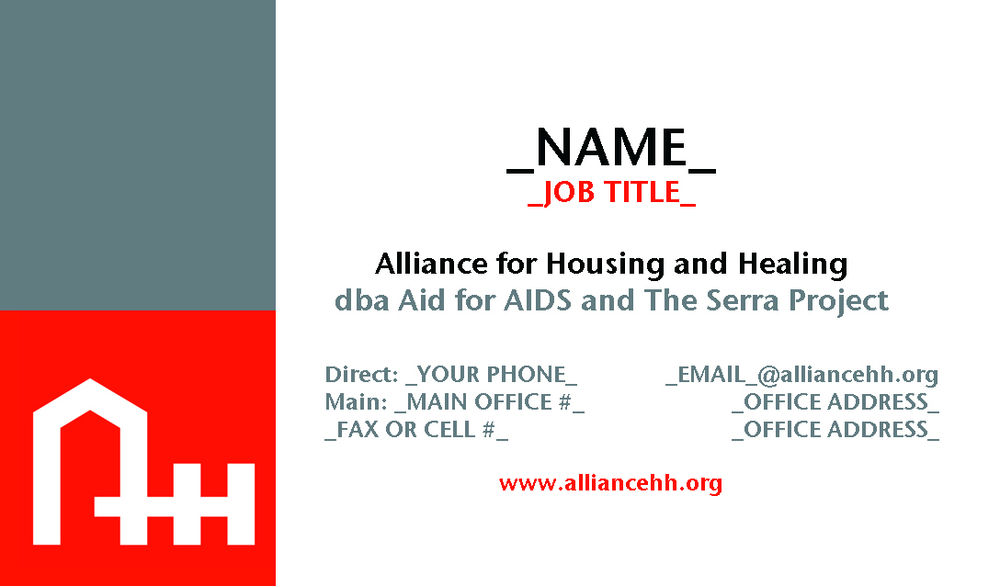 _NAME_
_JOB TITLE_
Alliance for Housing and Healing
dba Aid for AIDS and The Serra Project
Direct: _YOUR PHONE_ _EMAIL_@alliancehh.org
Main: _MAIN OFFICE #_ _OFFICE ADDRESS_
_FAX OR CELL #_ _OFFICE ADDRESS_
www.alliancehh.org